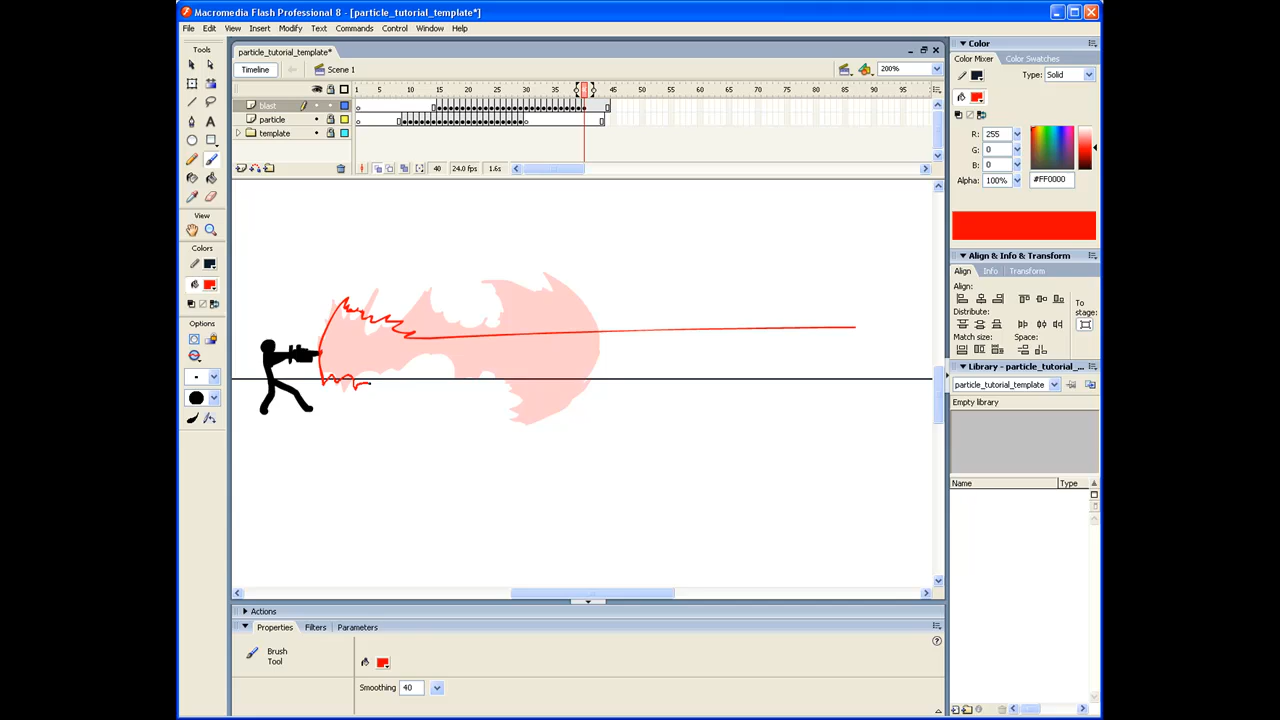 Macromedia Flash Professional 8 - [particle_tutorial_template*]
File Edit View Insert Modify Text Commands Control Window Help
Tools
View
Colors
Options
particle_tutorial_template*
Timeline
Scene 1
200%
1 5 10 15 20 25 30 35 40 45 50 55 60 65 70 75 80 85 90 95
blast
particle
template
40 24.0 fps 1.6s
Actions
Properties Filters Parameters
Brush
Tool
Smoothing 40
Color
Color Mixer Color Swatches
Type: Solid
R: 255
G: 0
B: 0
Alpha: 100% #FF0000
Align & Info & Transform
Align Info Transform
Align:
Distribute:
Match size: Space:
To
stage:
Library - particle_tutorial_...
particle_tutorial_template
Empty library
Name Type